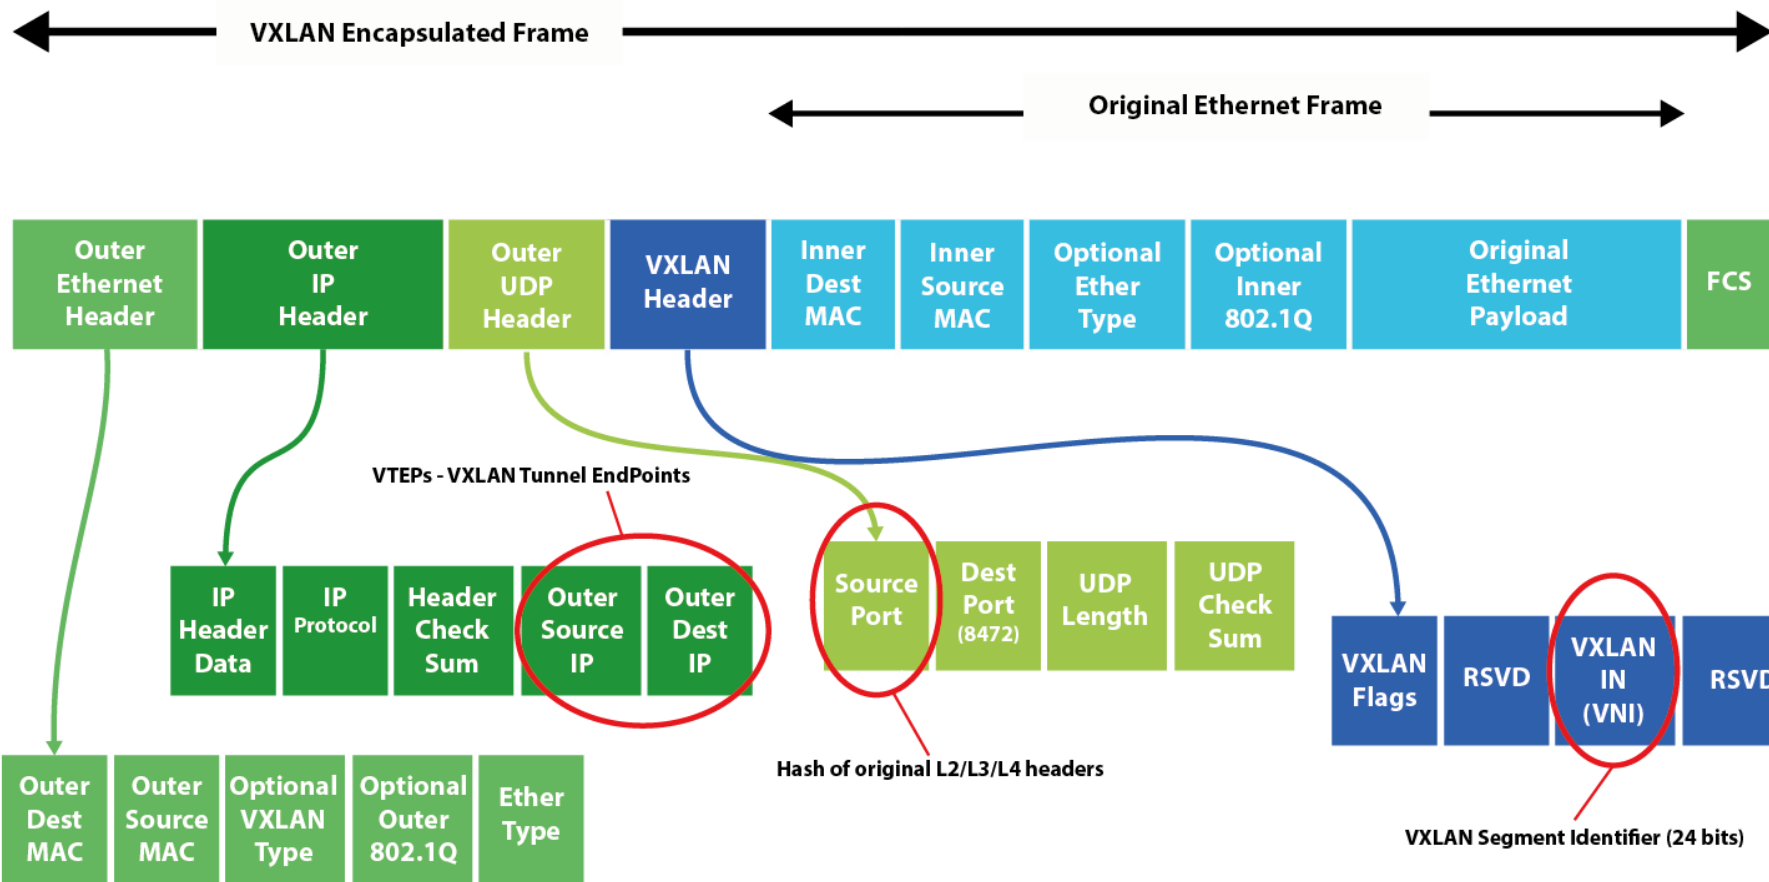 VXLAN Encapsulated Frame
Original Ethernet Frame
Outer
Ethernet
Header
Outer
IP
Header
Outer
UDP
Header
VXLAN
Header
Inner
Dest
MAC
Inner
Source
MAC
Optional
Ether
Type
Optional
Inner
802.1Q
Original
Ethernet
Payload
FCS
VTEPs - VXLAN Tunnel EndPoints
IP
Header
Data
IP
Protocol
Header
Check
Sum
Outer
Source
IP
Outer
Dest
IP
Source
Port
Dest
Port
(8472)
UDP
Length
UDP
Check
Sum
VXLAN
Flags
RSVD
VXLAN
IN
(VNI)
RSVD
Hash of original L2/L3/L4 headers
VXLAN Segment Identifier (24 bits)
Outer
Dest
MAC
Outer
Source
MAC
Optional
VXLAN
Type
Optional
Outer
802.1Q
Ether
Type